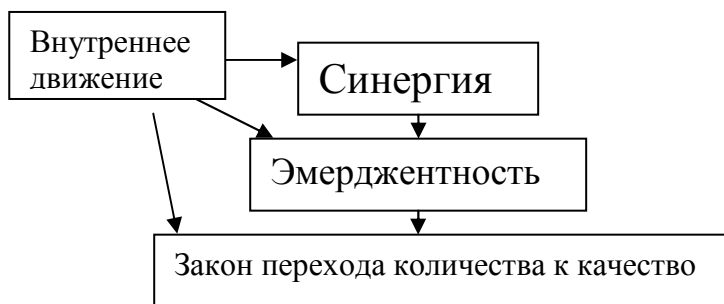 Внутреннее
движение
Синергия
Эмерджентность
Закон перехода количества к качество